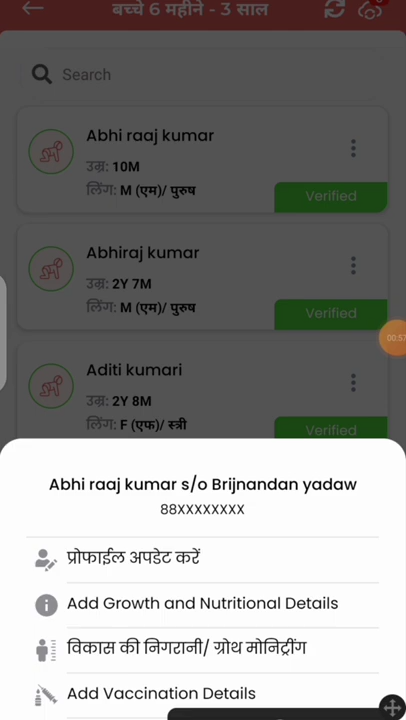 बच्चे 6 महीने - 3 साल
Search
Abhi raaj kumar
उम्र: 10M
लिंग: M (एम)/ पुरुष
Verified
Abhiraj kumar
उम्र: 2Y 7M
लिंग: M (एम)/ पुरुष
Verified
00:57
Aditi kumari
उम्र: 2Y 8M
लिंग: F (एफ)/ स्त्री
Verified
Abhi raaj kumar s/o Brijnandan yadaw
88XXXXXXXX
प्रोफाईल अपडेट करें
Add Growth and Nutritional Details
विकास की निगरानी/ ग्रोथ मोनिट्रींग
Add Vaccination Details